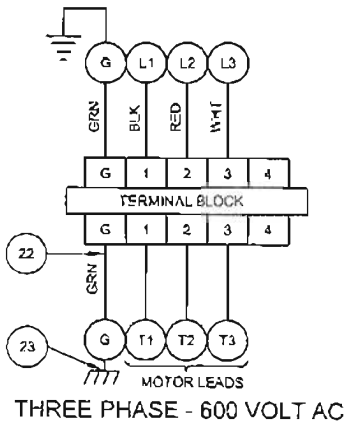 G L1 L2 L3
GRN BLK RED WHT
G 1 2 3 4
TERMINAL BLOCK
G 1 2 3 4
22
GRN
23 G T1 T2 T3
MOTOR LEADS
THREE PHASE - 600 VOLT AC